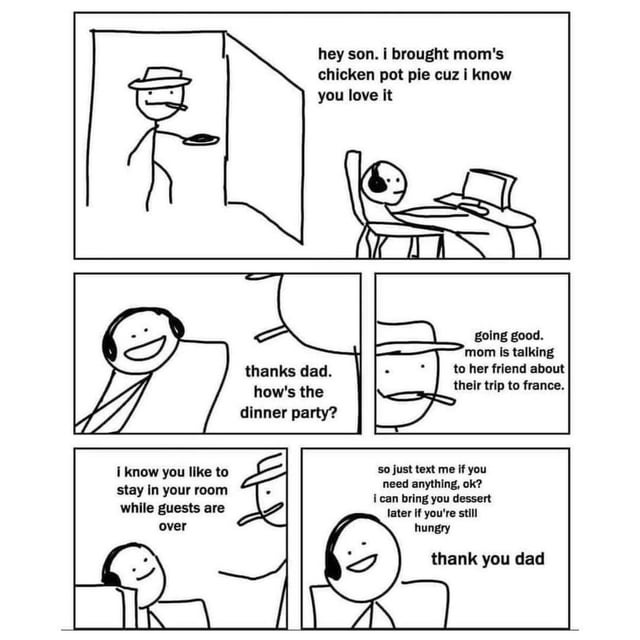 hey son. i brought mom's
chicken pot pie cuz i know
you love it
thanks dad.
how's the
dinner party?
going good.
mom is talking
to her friend about
their trip to france.
i know you like to
stay in your room
while guests are
over
so just text me if you
need anything, ok?
i can bring you dessert
later if you're still
hungry
thank you dad